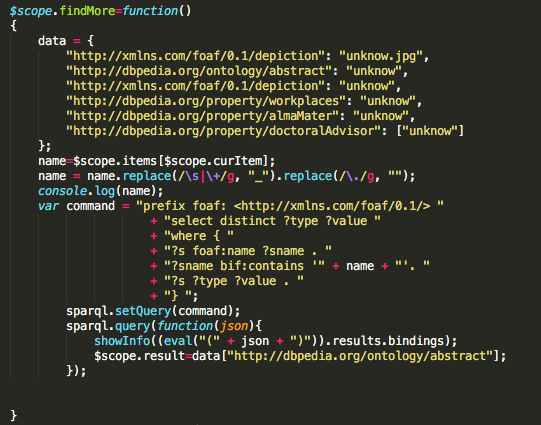 $scope.findMore=function()
{
    data = {
        "http://xmlns.com/foaf/0.1/depiction": "unknow.jpg",
        "http://dbpedia.org/ontology/abstract": "unknow",
        "http://xmlns.com/foaf/0.1/depiction": "unknow",
        "http://dbpedia.org/property/workplaces": "unknow",
        "http://dbpedia.org/property/almaMater": "unknow",
        "http://dbpedia.org/property/doctoralAdvisor": ["unknow"]
    };
    name=$scope.items[$scope.curItem];
    name = name.replace(/\s|\+/g, "_").replace(/\./g, "");
    console.log(name);
    var command = "prefix foaf: <http://xmlns.com/foaf/0.1/> "
                    + "select distinct ?type ?value "
                    + "where { "
                    + "?s foaf:name ?sname . "
                    + "?sname bif:contains '" + name + "'. "
                    + "?s ?type ?value . "
                    + "} ";
        sparql.setQuery(command);
        sparql.query(function(json){
            showInfo((eval("(" + json + ")")).results.bindings);
            $scope.result=data["http://dbpedia.org/ontology/abstract"];
        });
}